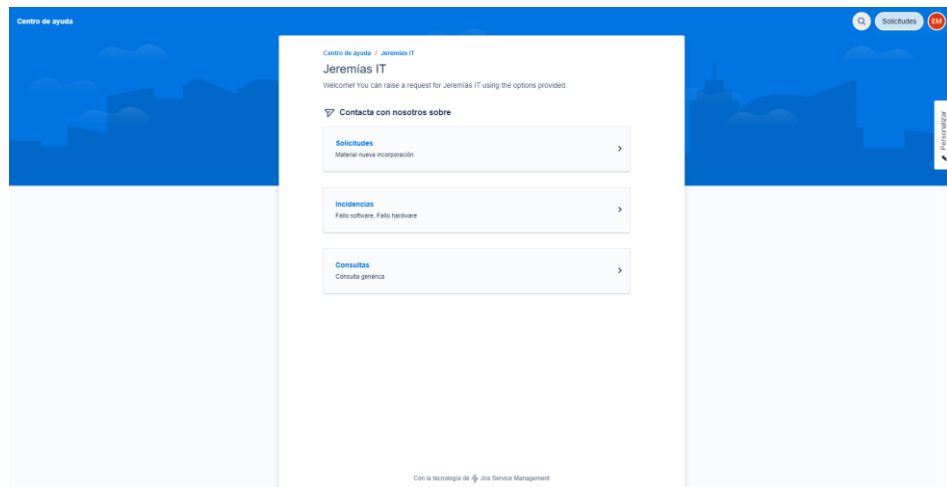 Centro de ayuda
Solicitudes
EM
Centro de ayuda / Jeremías IT
Jeremías IT
Welcome! You can raise a request for Jeremías IT using the options provided.
Contacta con nosotros sobre
Solicitudes
Material nueva incorporación
Incidencias
Fallo software, Fallo hardware
Consultas
Consulta genérica
Personalizar
Con la tecnología de Jira Service Management